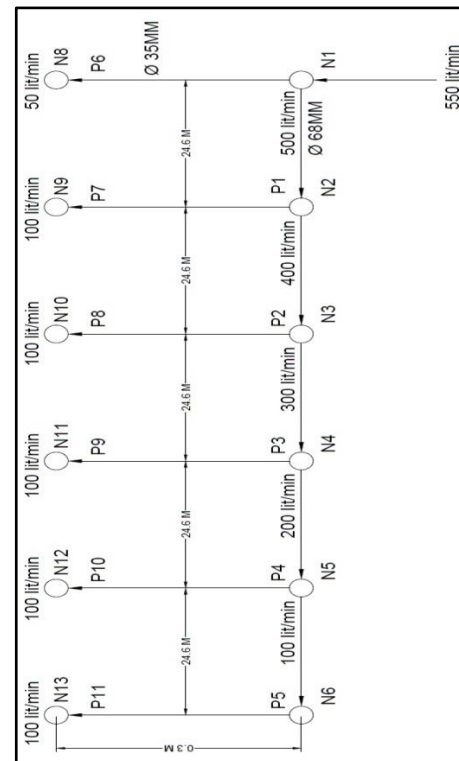 100 lit/min 100 lit/min 100 lit/min 100 lit/min 100 lit/min 50 lit/min
N13 N12 N11 N10 N9 N8
P11 P10 P9 P8 P7 P6
Ø 35MM
24.6 M 24.6 M 24.6 M 24.6 M 24.6 M
0.3 M
P5 P4 P3 P2 P1
100 lit/min 200 lit/min 300 lit/min 400 lit/min 500 lit/min
Ø 68MM
N6 N5 N4 N3 N2 N1
550 lit/min